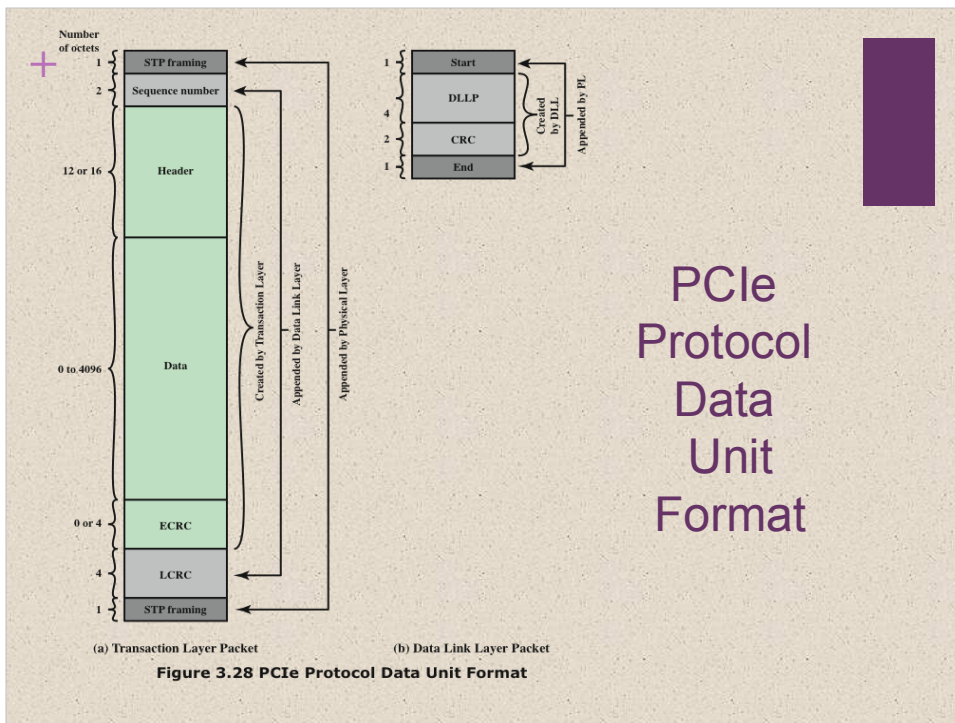 Number
of octets
1
STP framing
2
Sequence number
12 or 16
Header
0 to 4096
Data
0 or 4
ECRC
4
LCRC
1
STP framing
Created by Transaction Layer
Appended by Data Link Layer
Appended by Physical Layer
(a) Transaction Layer Packet
1
Start
4
DLLP
2
CRC
1
End
Created
by DLL
Appended by PL
(b) Data Link Layer Packet
Figure 3.28 PCIe Protocol Data Unit Format
PCIe
Protocol
Data
Unit
Format